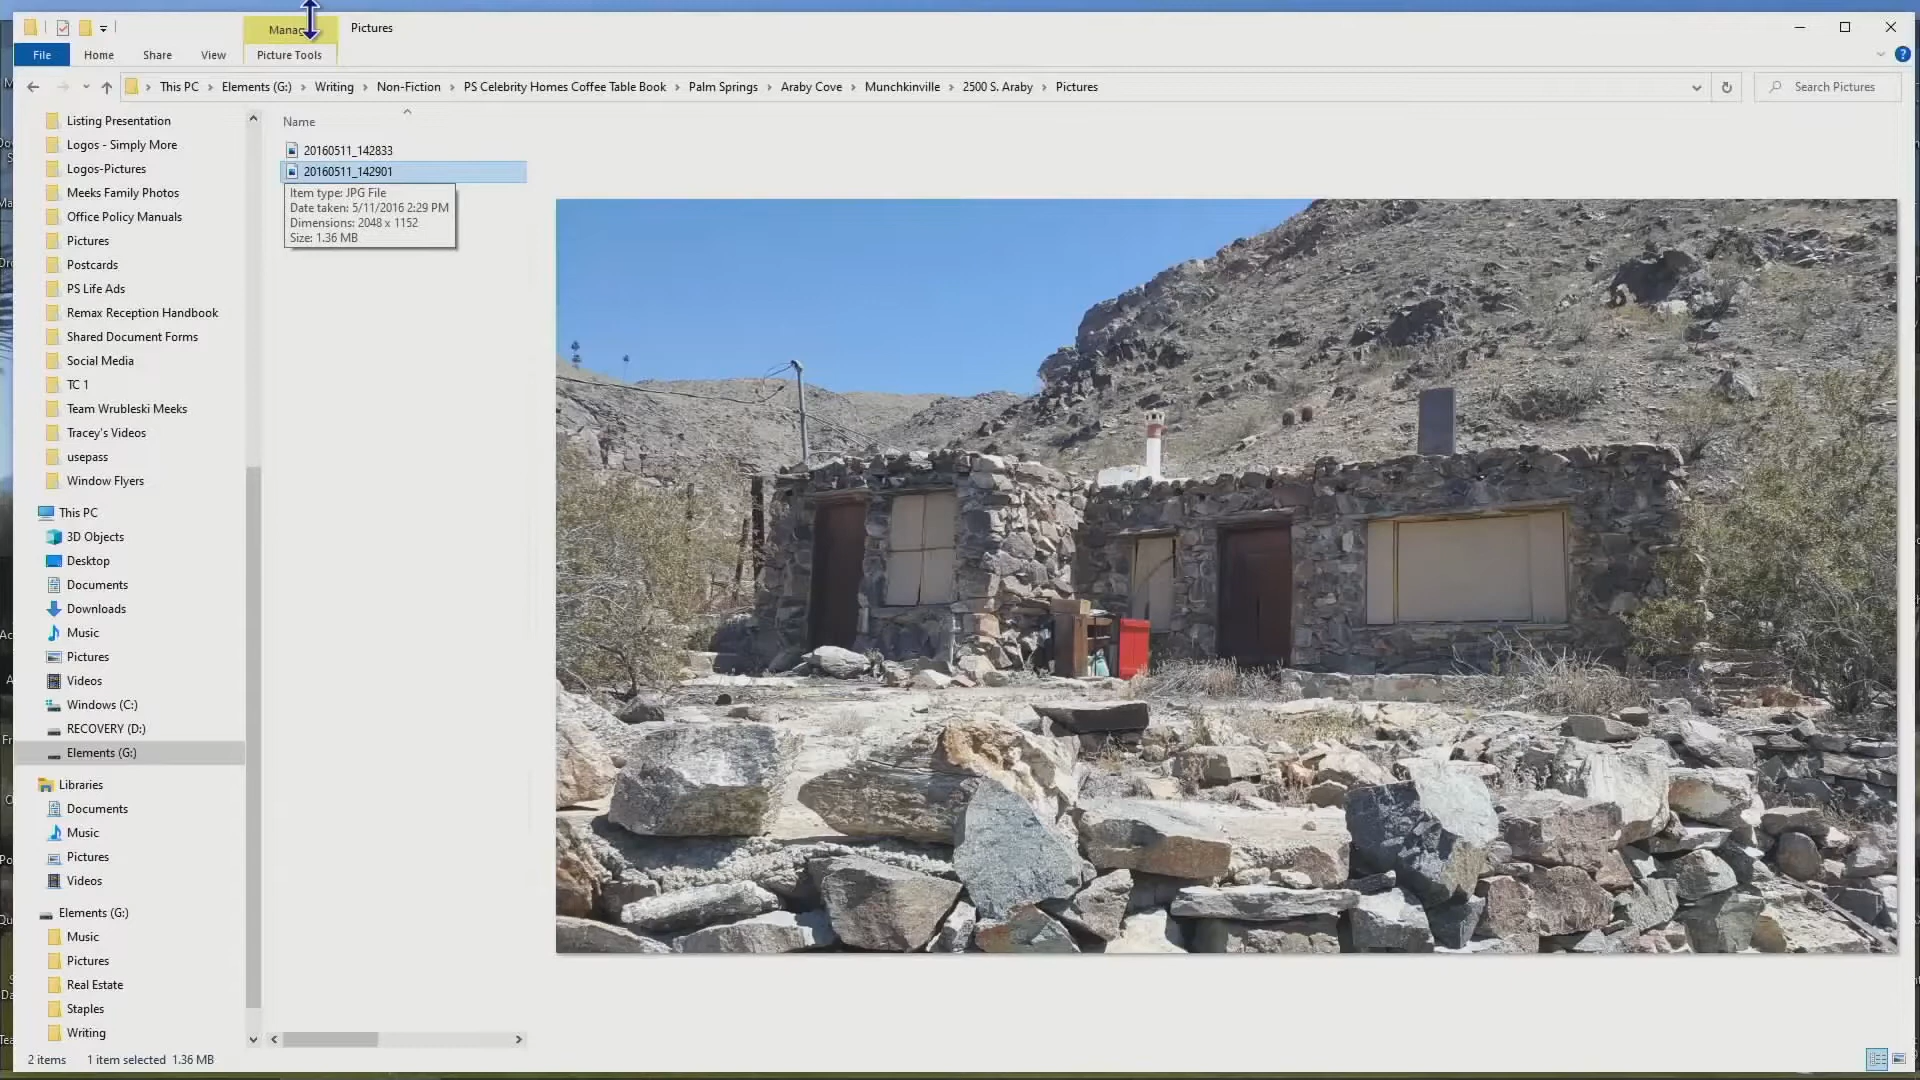 Manag
Pictures
File
Home
Share
View
Picture Tools
This PC
Elements (G:)
Writing
Non-Fiction
PS Celebrity Homes Coffee Table Book
Palm Springs
Araby Cove
Munchkinville
2500 S. Araby
Pictures
Search Pictures
Listing Presentation
Logos - Simply More
Logos-Pictures
Meeks Family Photos
Office Policy Manuals
Pictures
Postcards
PS Life Ads
Remax Reception Handbook
Shared Document Forms
Social Media
TC 1
Team Wrubleski Meeks
Tracey's Videos
usepass
Window Flyers
This PC
3D Objects
Desktop
Documents
Downloads
Music
Pictures
Videos
Windows (C:)
RECOVERY (D:)
Elements (G:)
Libraries
Documents
Music
Pictures
Videos
Elements (G:)
Music
Pictures
Real Estate
Staples
Writing
Name
20160511_142833
20160511_142901
Item type: JPG File
Date taken: 5/11/2016 2:29 PM
Dimensions: 2048 x 1152
Size: 1.36 MB
2 items
1 item selected 1.36 MB